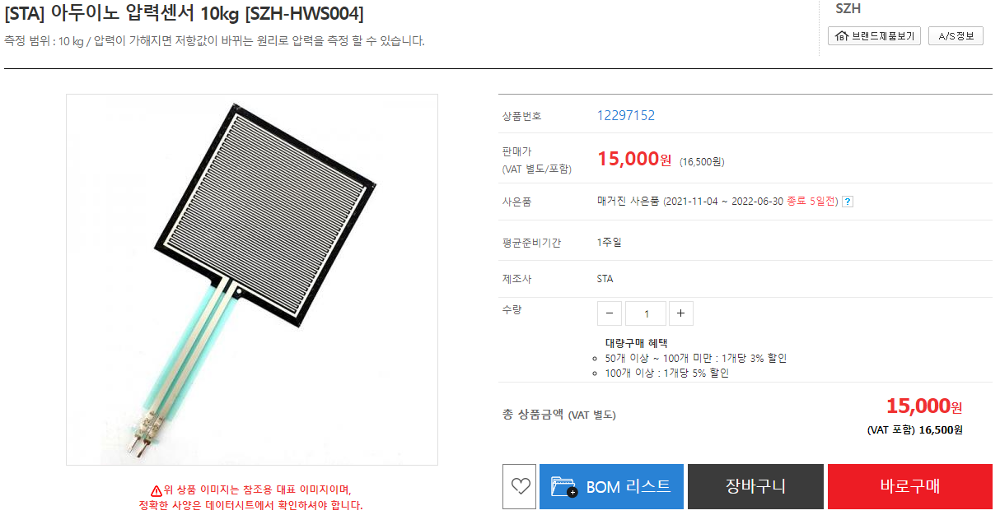 [STA] 아두이노 압력센서 10kg [SZH-HWS004]
측정 범위 : 10 kg / 압력이 가해지면 저항값이 바뀌는 원리로 압력을 측정 할 수 있습니다.
SZH
브랜드제품보기
A/S정보
상품번호 12297152
판매가 (VAT 별도/포함) 15,000원 (16,500원)
사은품 매거진 사은품 (2021-11-04 ~ 2022-06-30 종료 5일전) ?
평균준비기간 1주일
제조사 STA
수량 − 1 +
대량구매 혜택
50개 이상 ~ 100개 미만 : 1개당 3% 할인
100개 이상 : 1개당 5% 할인
총 상품금액 (VAT 별도) 15,000원
(VAT 포함) 16,500원
BOM 리스트
장바구니
바로구매
위 상품 이미지는 참조용 대표 이미지이며,
정확한 사양은 데이터시트에서 확인하셔야 합니다.